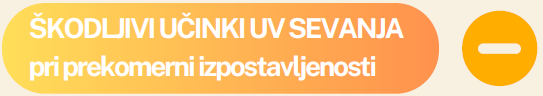 ŠKODLJIVI UČINKI UV SEVANJA
pri prekomerni izpostavljenosti